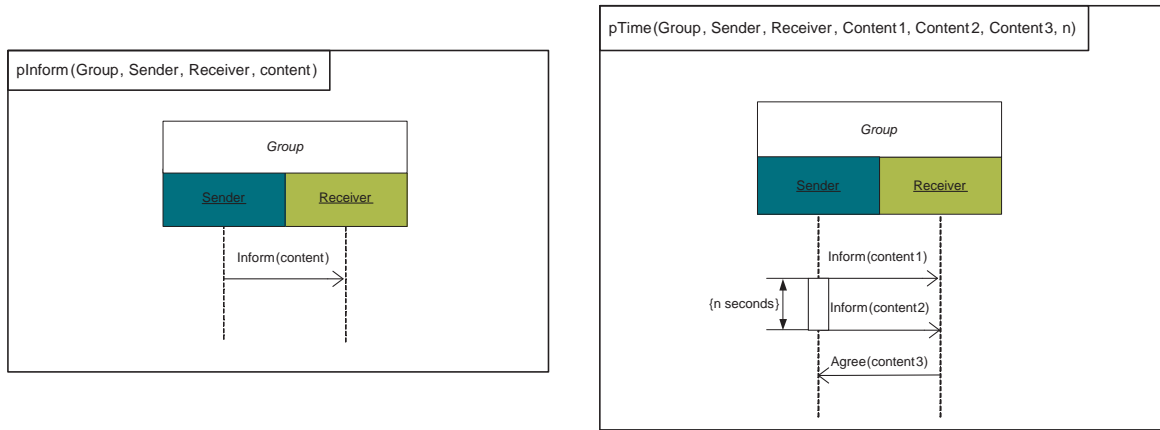 pInform(Group, Sender, Receiver, content)
Group
Sender Receiver
Inform(content)
pTime(Group, Sender, Receiver, Content1, Content2, Content3, n)
Group
Sender Receiver
Inform(content1)
{n seconds}
Inform(content2)
Agree(content3)